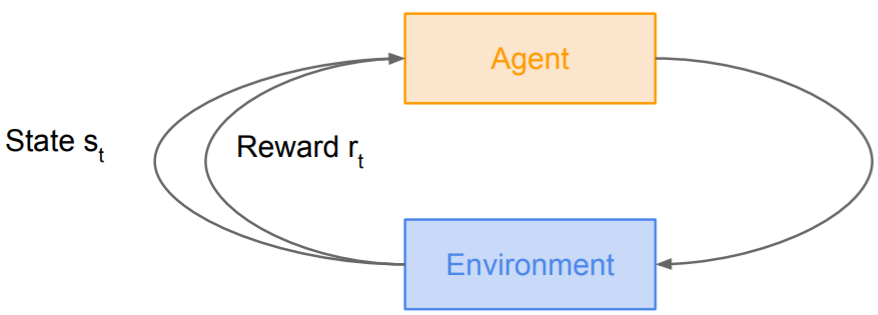 Agent
State sₜ
Reward rₜ
Environment